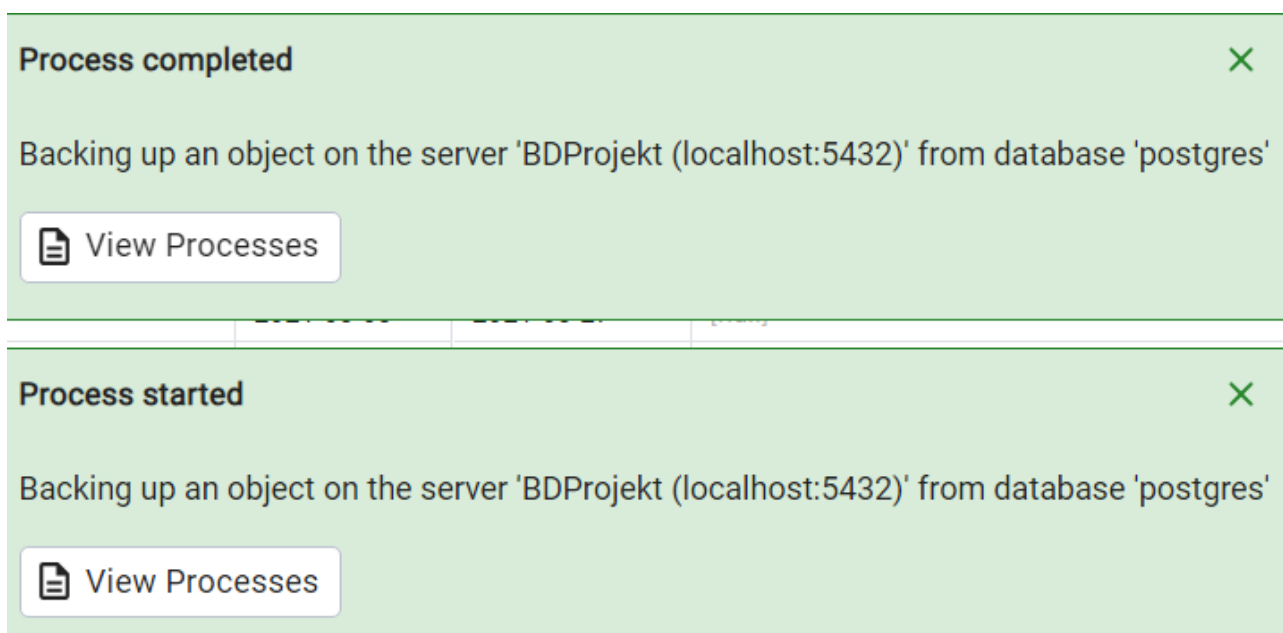 Process completed
Backing up an object on the server 'BDProjekt (localhost:5432)' from database 'postgres'
View Processes
Process started
Backing up an object on the server 'BDProjekt (localhost:5432)' from database 'postgres'
View Processes